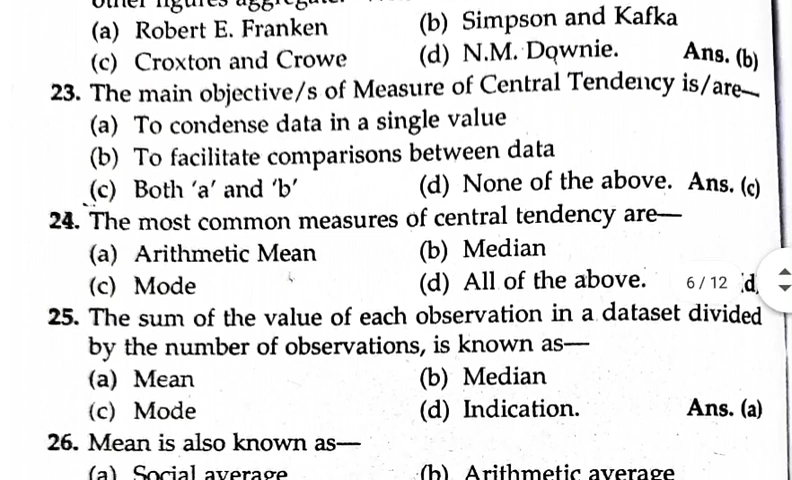 other figures aggregate.
(a) Robert E. Franken (b) Simpson and Kafka
(c) Croxton and Crowe (d) N.M. Downie. Ans. (b)
23. The main objective/s of Measure of Central Tendency is/are—
(a) To condense data in a single value
(b) To facilitate comparisons between data
(c) Both ‘a’ and ‘b’ (d) None of the above. Ans. (c)
24. The most common measures of central tendency are—
(a) Arithmetic Mean (b) Median
(c) Mode (d) All of the above. 6 / 12 d
25. The sum of the value of each observation in a dataset divided
by the number of observations, is known as—
(a) Mean (b) Median
(c) Mode (d) Indication. Ans. (a)
26. Mean is also known as—
(a) Social average (b) Arithmetic average